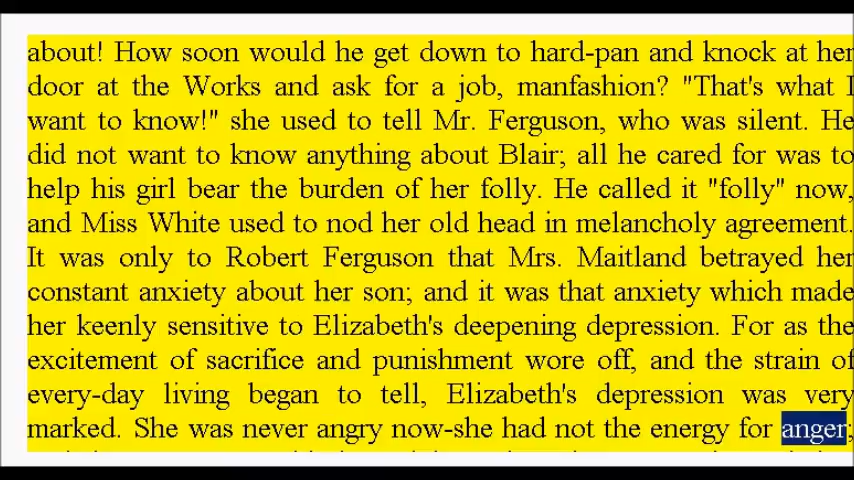 about! How soon would he get down to hard-pan and knock at her
door at the Works and ask for a job, manfashion? "That's what I
want to know!" she used to tell Mr. Ferguson, who was silent. He
did not want to know anything about Blair; all he cared for was to
help his girl bear the burden of her folly. He called it "folly" now,
and Miss White used to nod her old head in melancholy agreement.
It was only to Robert Ferguson that Mrs. Maitland betrayed her
constant anxiety about her son; and it was that anxiety which made
her keenly sensitive to Elizabeth's deepening depression. For as the
excitement of sacrifice and punishment wore off, and the strain of
every-day living began to tell, Elizabeth's depression was very
marked. She was never angry now-she had not the energy for anger;